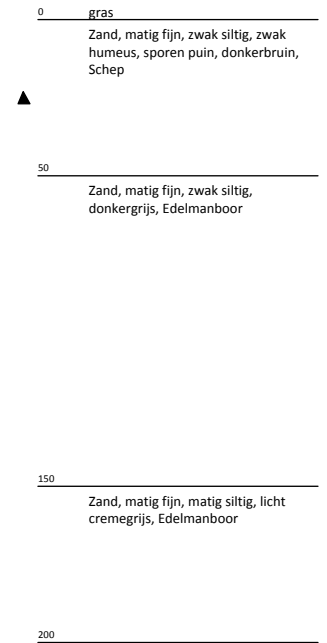 0 gras
Zand, matig fijn, zwak siltig, zwak
humeus, sporen puin, donkerbruin,
Schep
50
Zand, matig fijn, zwak siltig,
donkergrijs, Edelmanboor
150
Zand, matig fijn, matig siltig, licht
cremegrijs, Edelmanboor
200